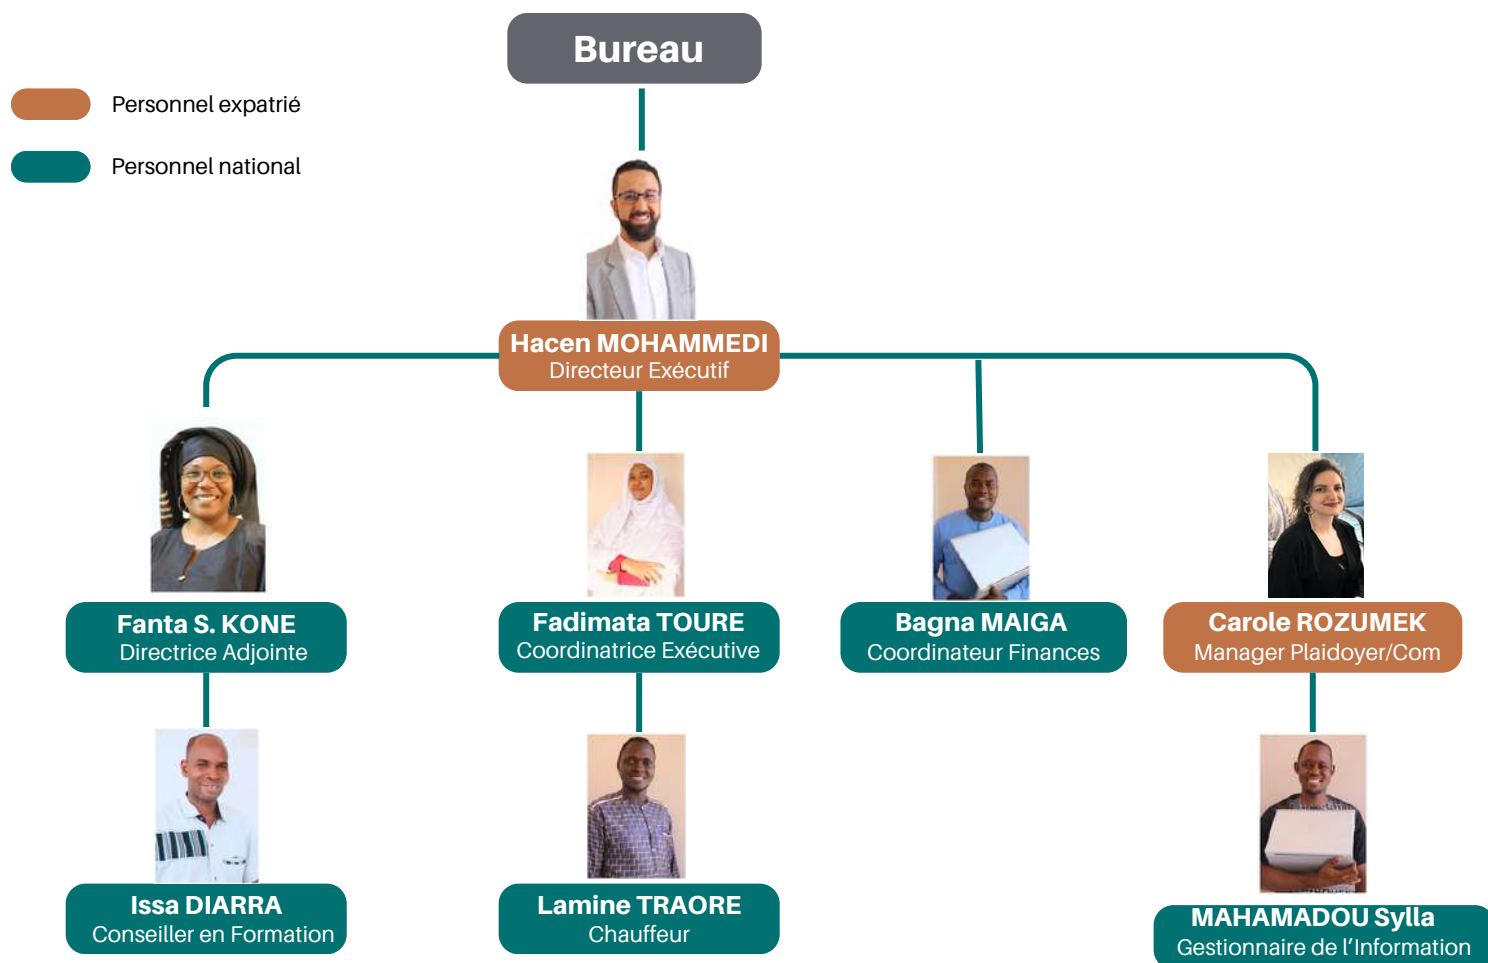 Bureau
Personnel expatrié
Personnel national
Hacen MOHAMMEDI
Directeur Exécutif
Fanta S. KONE
Directrice Adjointe
Fadimata TOURE
Coordinatrice Exécutive
Bagna MAIGA
Coordinateur Finances
Carole ROZUMEK
Manager Plaidoyer/Com
Issa DIARRA
Conseiller en Formation
Lamine TRAORE
Chauffeur
MAHAMADOU Sylla
Gestionnaire de l’Information